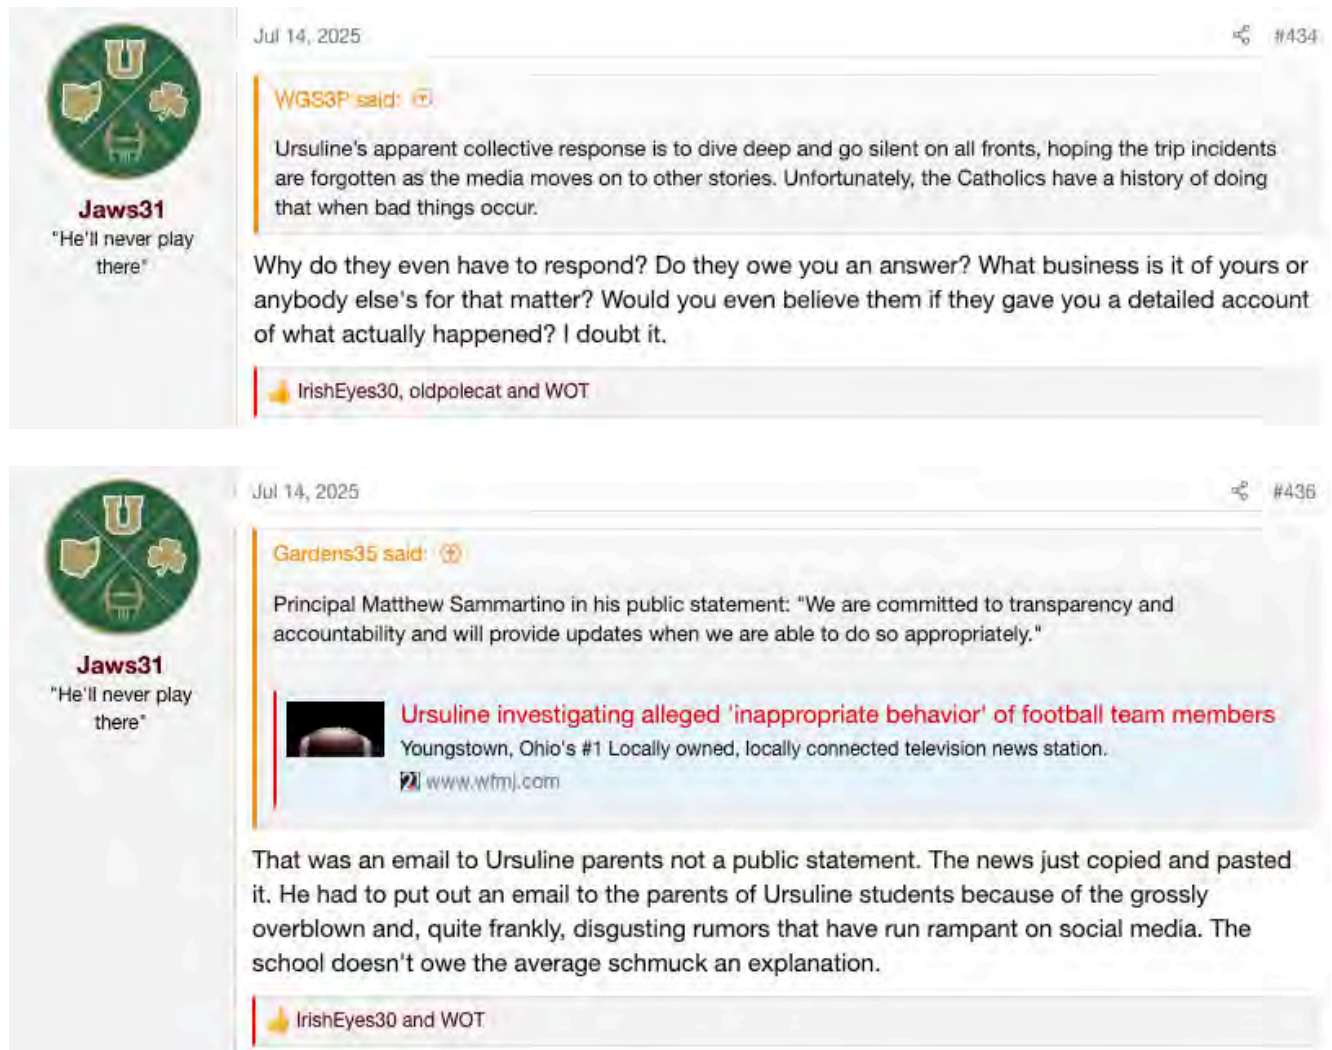 Jul 14, 2025
#434
U
Jaws31
"He'll never play
there"
WGS3P said:
Ursuline's apparent collective response is to dive deep and go silent on all fronts, hoping the trip incidents
are forgotten as the media moves on to other stories. Unfortunately, the Catholics have a history of doing
that when bad things occur.
Why do they even have to respond? Do they owe you an answer? What business is it of yours or
anybody else's for that matter? Would you even believe them if they gave you a detailed account
of what actually happened? I doubt it.
IrishEyes30, oldpolecat and WOT
Jul 14, 2025
#436
U
Jaws31
"He'll never play
there"
Gardens35 said:
Principal Matthew Sammartino in his public statement: "We are committed to transparency and
accountability and will provide updates when we are able to do so appropriately."
Ursuline investigating alleged 'inappropriate behavior' of football team members
Youngstown, Ohio's #1 Locally owned, locally connected television news station.
www.wfmj.com
That was an email to Ursuline parents not a public statement. The news just copied and pasted
it. He had to put out an email to the parents of Ursuline students because of the grossly
overblown and, quite frankly, disgusting rumors that have run rampant on social media. The
school doesn't owe the average schmuck an explanation.
IrishEyes30 and WOT